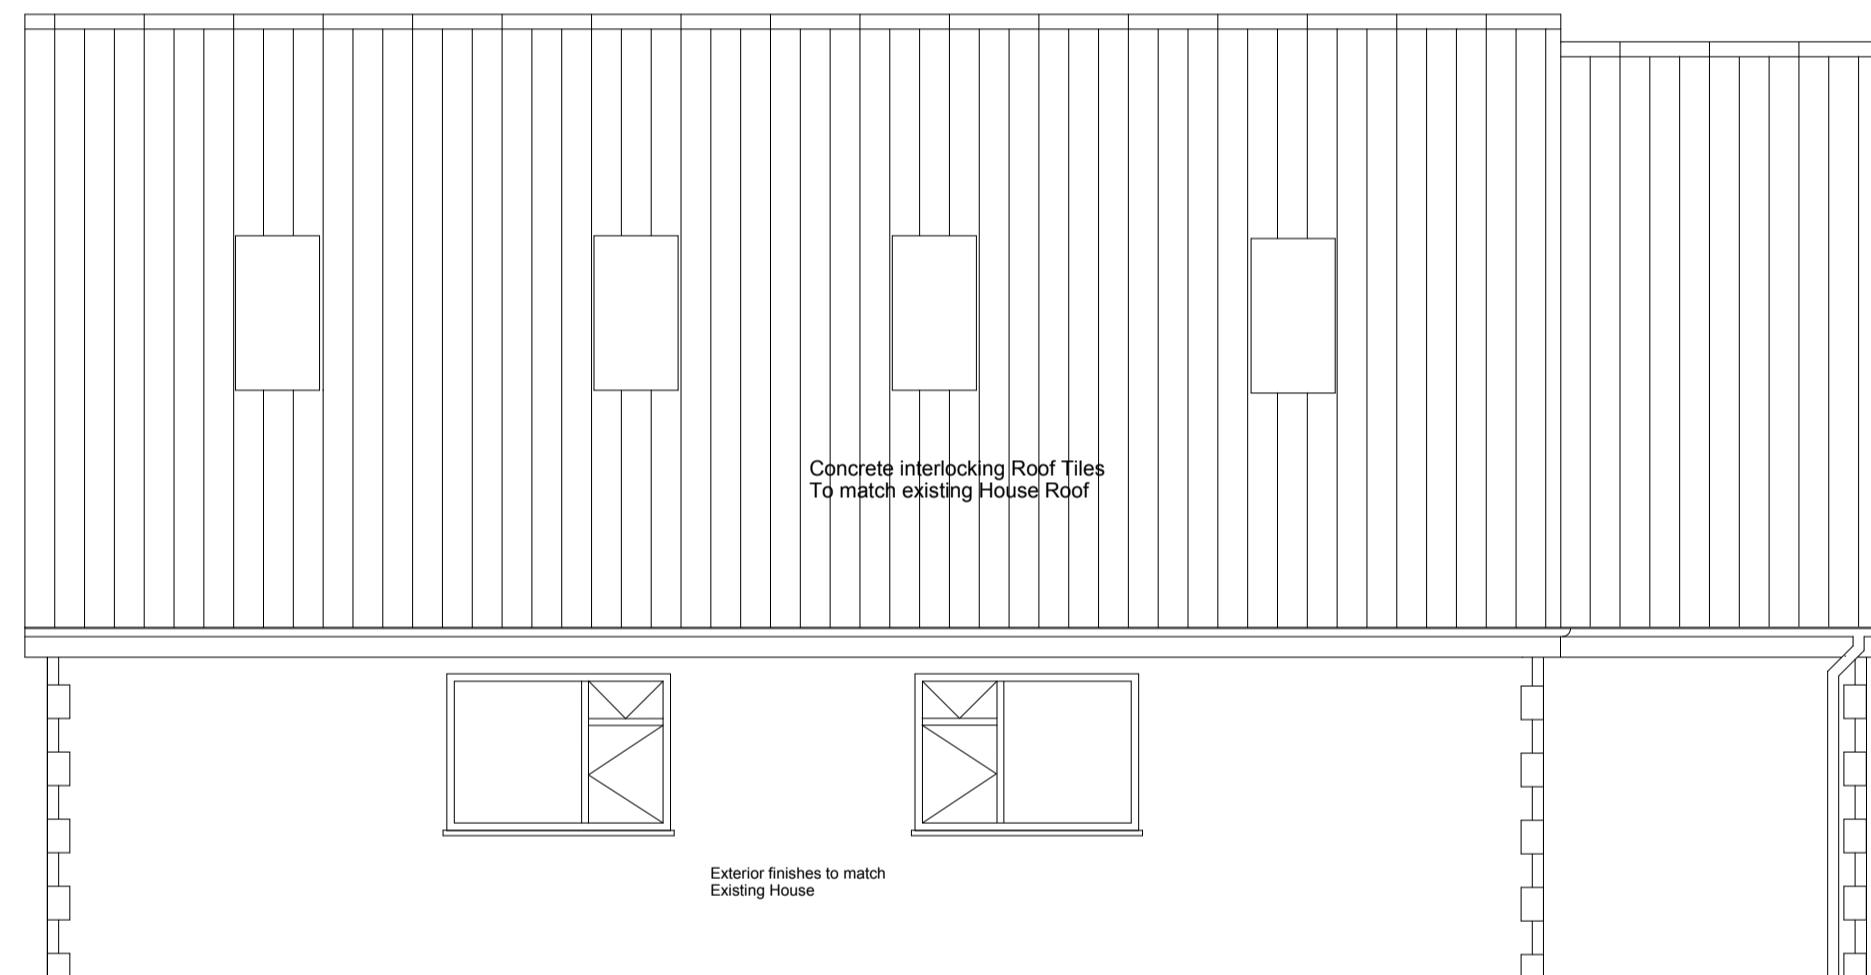 Concrete interlocking Roof Tiles
To match existing House Roof
Exterior finishes to match
Existing House